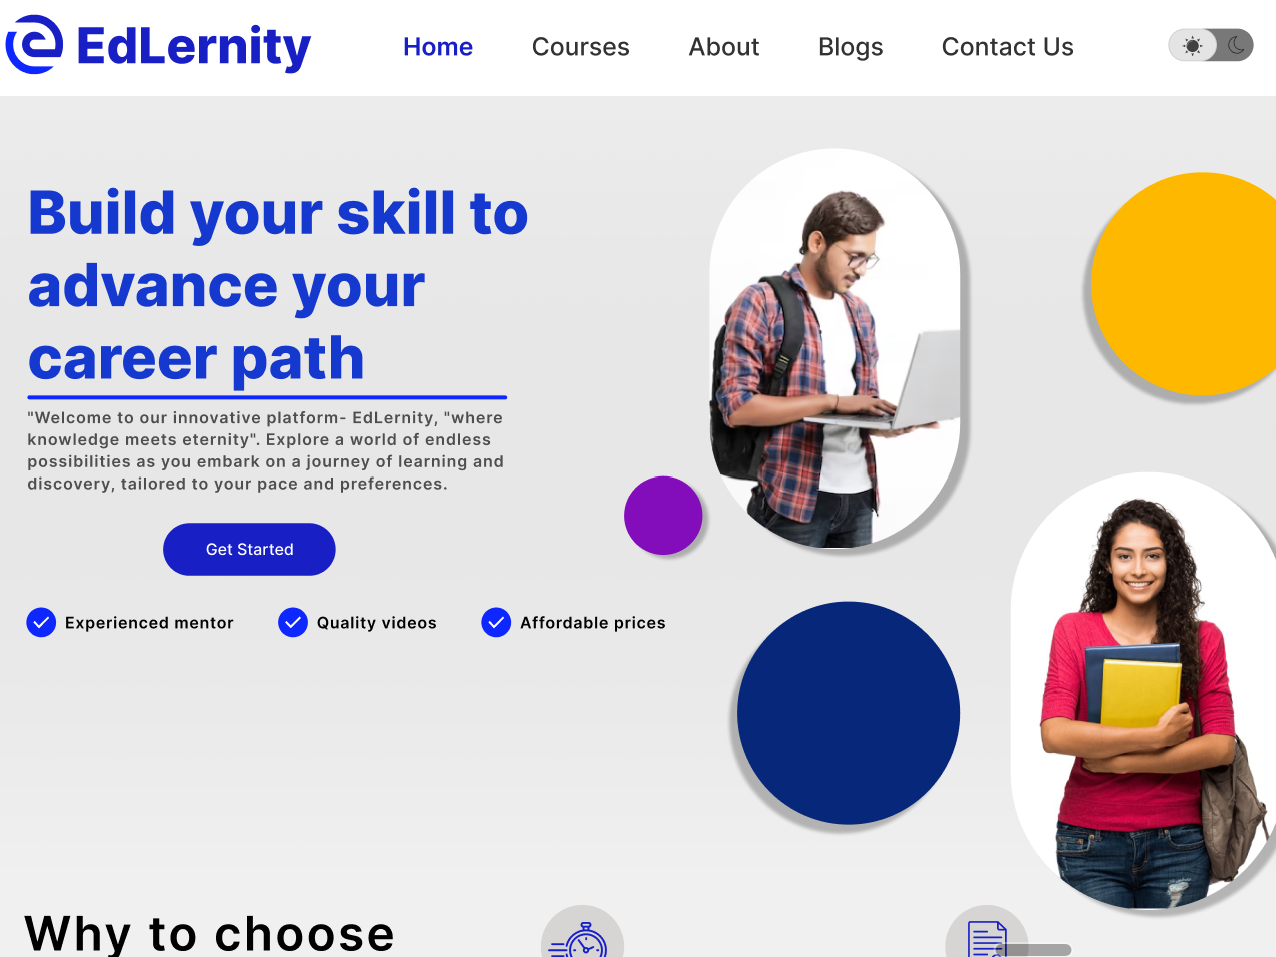 EdLernity
Home
Courses
About
Blogs
Contact Us
Build your skill to
advance your
career path
"Welcome to our innovative platform- EdLernity, "where
knowledge meets eternity". Explore a world of endless
possibilities as you embark on a journey of learning and
discovery, tailored to your pace and preferences.
Get Started
Experienced mentor
Quality videos
Affordable prices
Why to choose